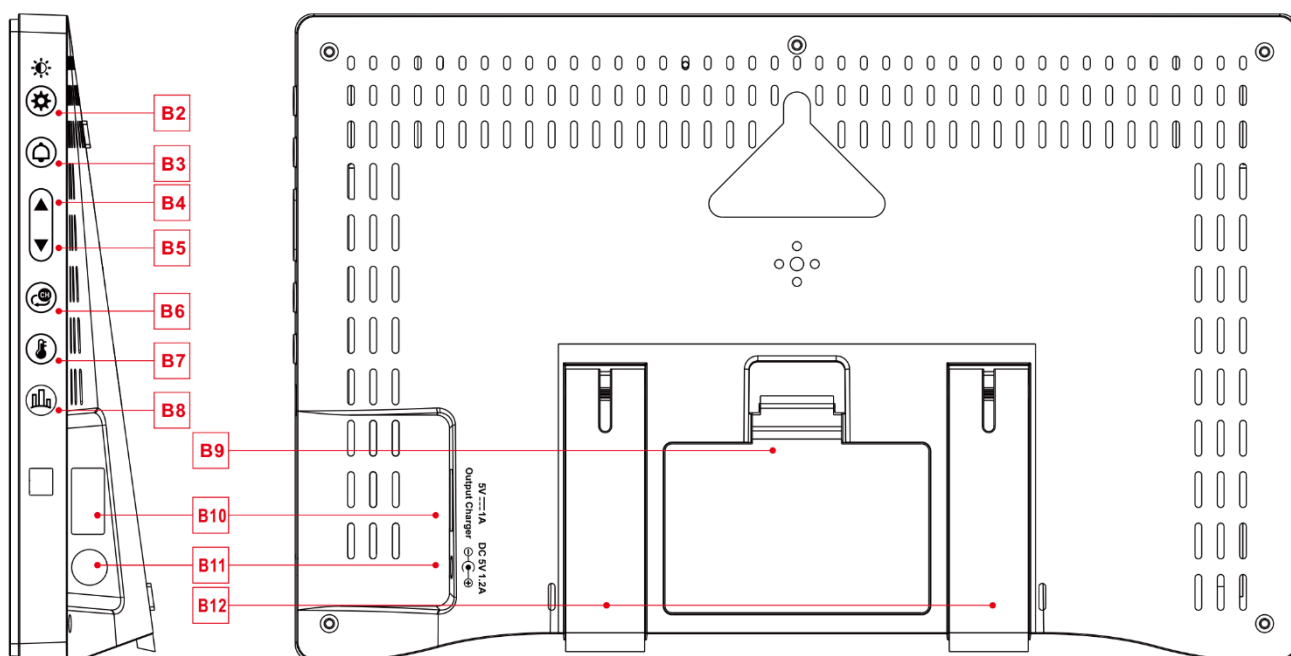 B2
B3
B4
B5
CH
B6
B7
B8
B9
5V⎓1A
Output Charger
B10
DC 5V 1.2A
B11
B12